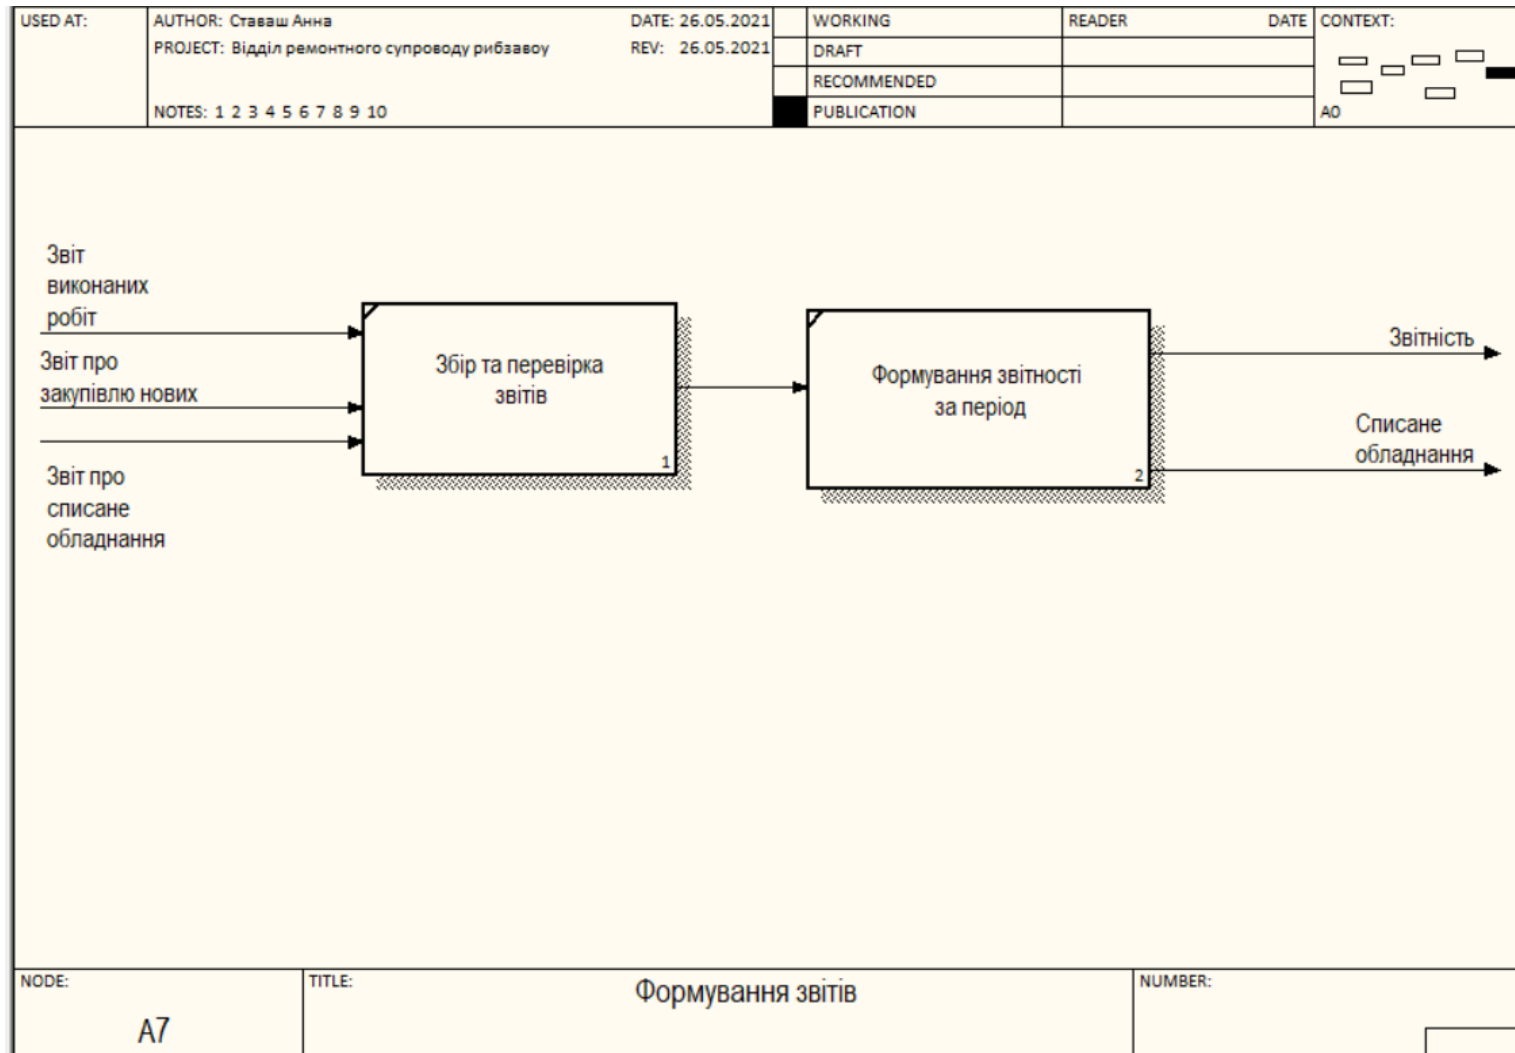 USED AT:
AUTHOR: Ставаш Анна
DATE: 26.05.2021
PROJECT: Відділ ремонтного супроводу рибзавоу
REV: 26.05.2021
NOTES: 1 2 3 4 5 6 7 8 9 10
WORKING
DRAFT
RECOMMENDED
PUBLICATION
READER
DATE
CONTEXT:
A0
Звіт
виконаних
робіт
Звіт про
закупівлю нових
Звіт про
списане
обладнання
Збір та перевірка
звітів
1
Формування звітності
за період
2
Звітність
Списане
обладнання
NODE:
A7
TITLE:
Формування звітів
NUMBER: